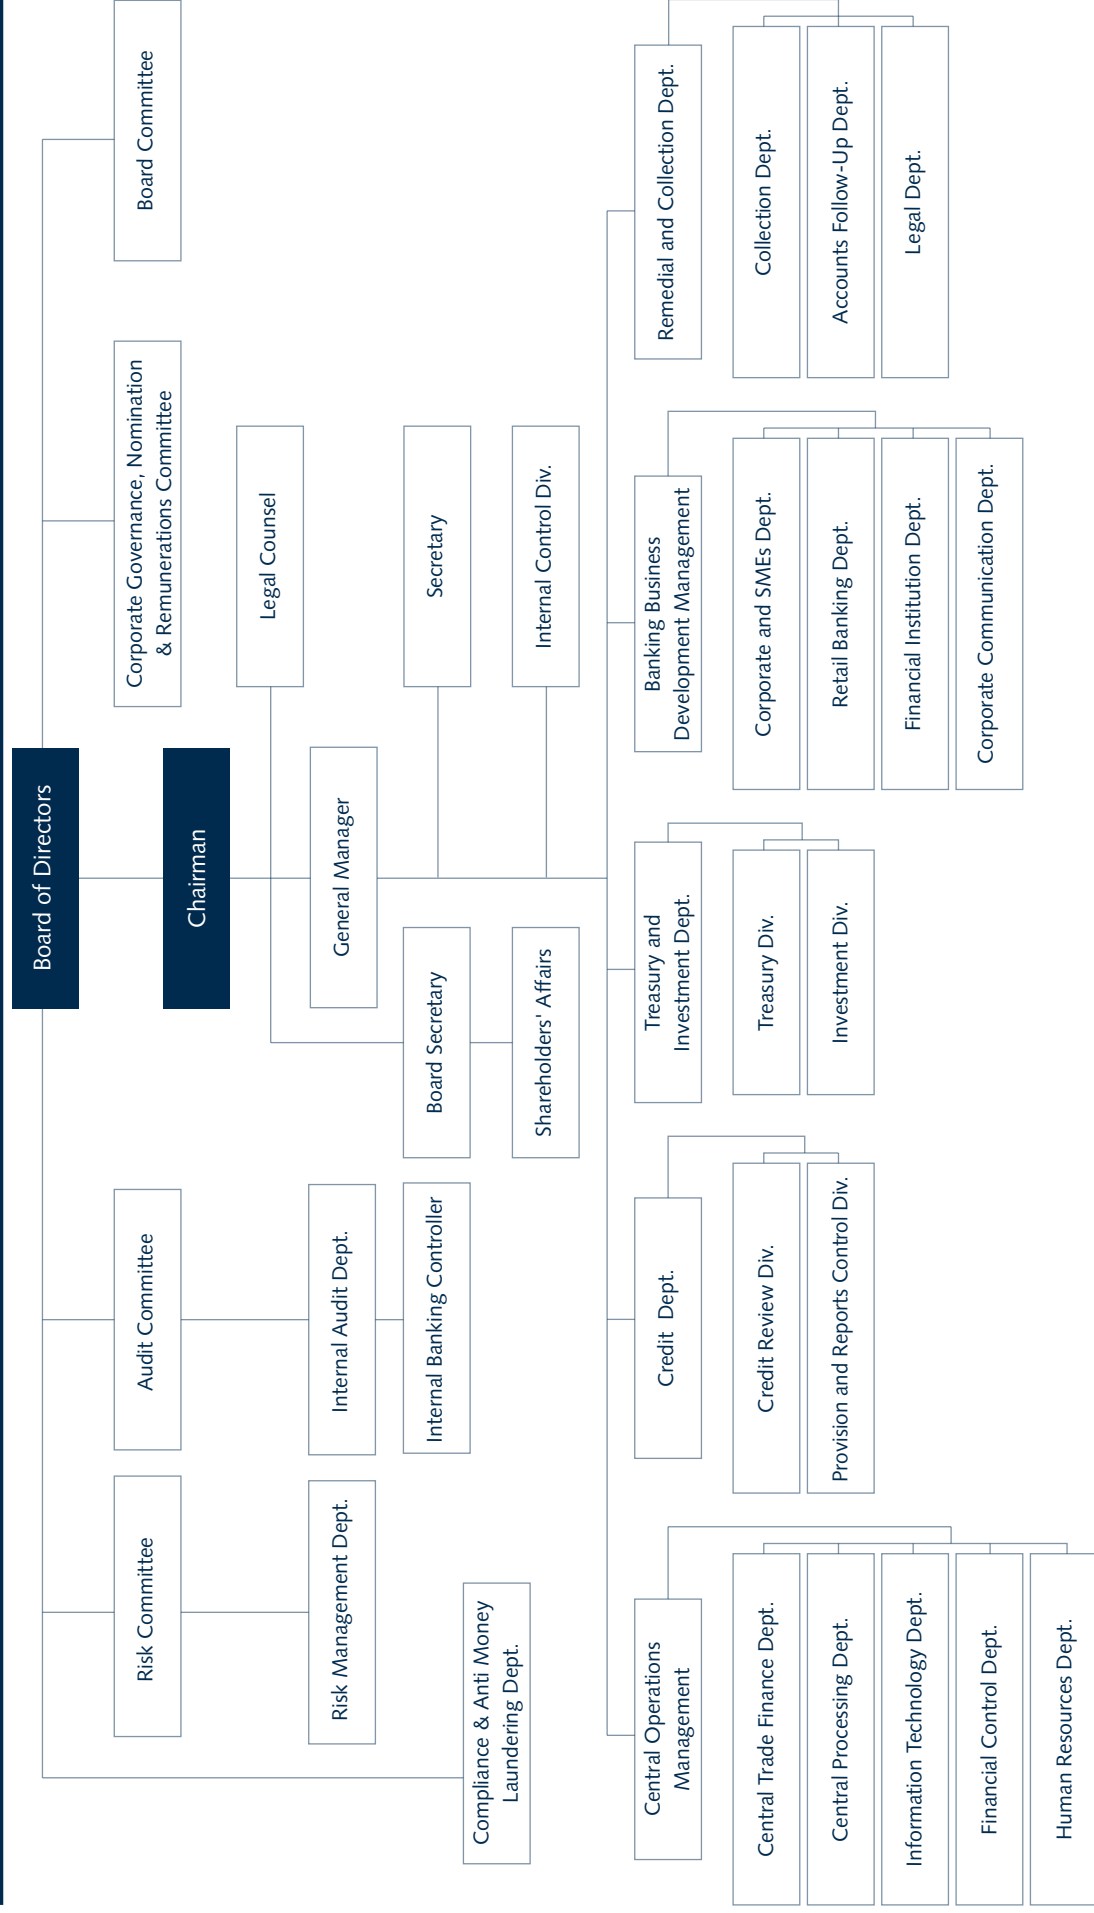 Board of Directors
Risk Committee
Audit Committee
Corporate Governance, Nomination
& Remunerations Committee
Board Committee
Chairman
Legal Counsel
Risk Management Dept.
Internal Audit Dept.
General Manager
Internal Banking Controller
Board Secretary
Secretary
Compliance & Anti Money
Laundering Dept.
Shareholders' Affairs
Internal Control Div.
Central Operations
Management
Credit  Dept.
Treasury and
Investment Dept.
Banking Business
Development Management
Remedial and Collection Dept.
Central Trade Finance Dept.
Central Processing Dept.
Information Technology Dept.
Financial Control Dept.
Human Resources Dept.
Credit Review Div.
Provision and Reports Control Div.
Treasury Div.
Investment Div.
Corporate and SMEs Dept.
Retail Banking Dept.
Financial Institution Dept.
Corporate Communication Dept.
Collection Dept.
Accounts Follow-Up Dept.
Legal Dept.